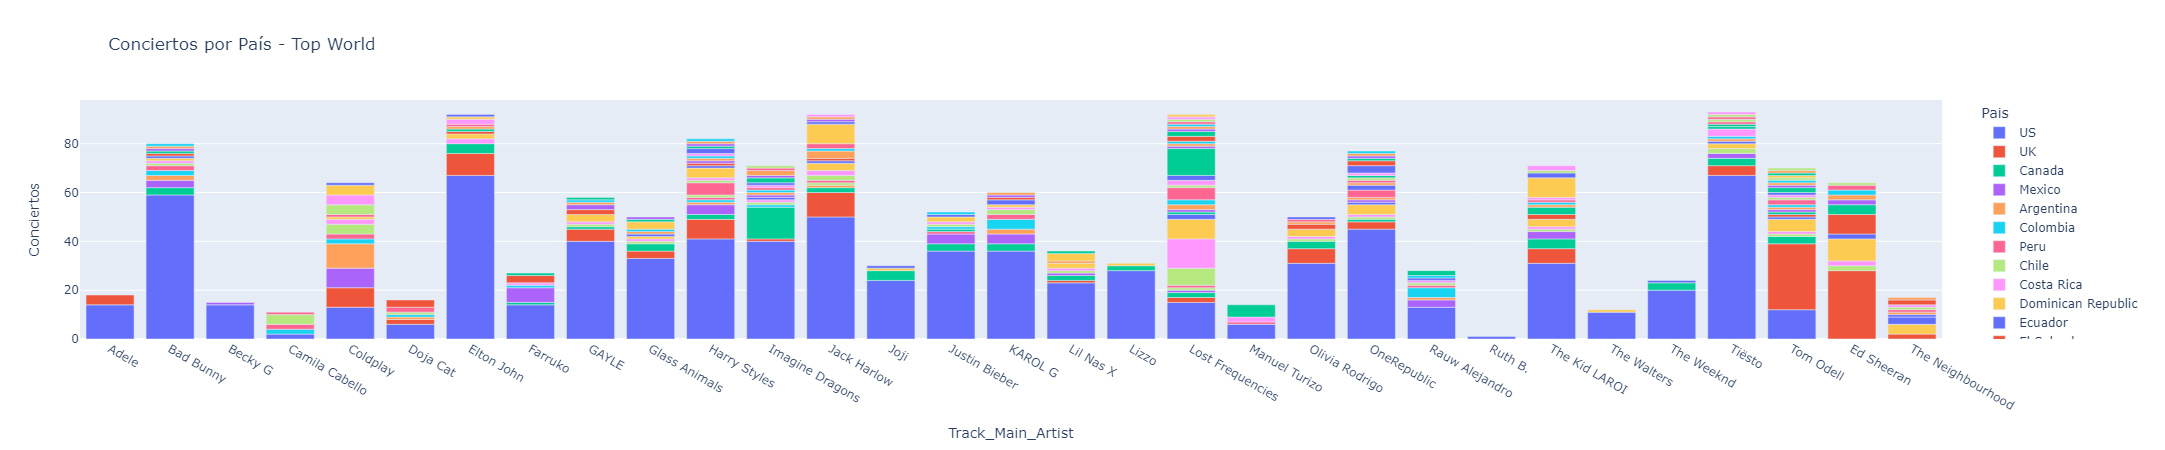 Conciertos por País - Top World
Conciertos
80
60
40
20
0
Adele
Bad Bunny
Becky G
Camila Cabello
Coldplay
Doja Cat
Elton John
Farruko
GAYLE
Glass Animals
Harry Styles
Imagine Dragons
Jack Harlow
Joji
Justin Bieber
KAROL G
Lil Nas X
Lizzo
Lost Frequencies
Manuel Turizo
Olivia Rodrigo
OneRepublic
Rauw Alejandro
Ruth B.
The Kid LAROI
The Walters
The Weeknd
Tiësto
Tom Odell
Ed Sheeran
The Neighbourhood
Track_Main_Artist
Pais
US
UK
Canada
Mexico
Argentina
Colombia
Peru
Chile
Costa Rica
Dominican Republic
Ecuador